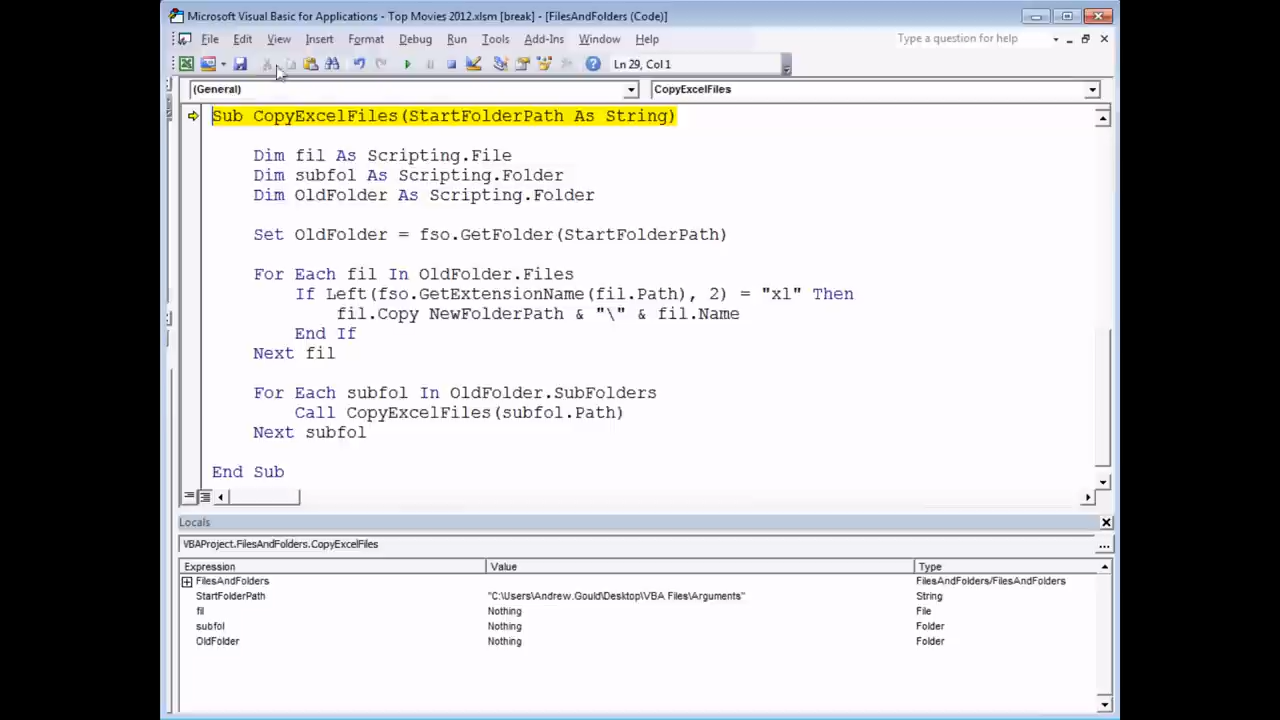 Microsoft Visual Basic for Applications - Top Movies 2012.xlsm [break] - [FilesAndFolders (Code)]
File Edit View Insert Format Debug Run Tools Add-Ins Window Help Type a question for help
Ln 29, Col 1
(General) CopyExcelFiles
Sub CopyExcelFiles(StartFolderPath As String)
Dim fil As Scripting.File
Dim subfol As Scripting.Folder
Dim OldFolder As Scripting.Folder
Set OldFolder = fso.GetFolder(StartFolderPath)
For Each fil In OldFolder.Files
If Left(fso.GetExtensionName(fil.Path), 2) = "xl" Then
fil.Copy NewFolderPath & "\" & fil.Name
End If
Next fil
For Each subfol In OldFolder.SubFolders
Call CopyExcelFiles(subfol.Path)
Next subfol
End Sub
Locals
VBAProject.FilesAndFolders.CopyExcelFiles ...
Expression Value Type
FilesAndFolders FilesAndFolders/FilesAndFolders
StartFolderPath "C:\Users\Andrew.Gould\Desktop\VBA Files\Arguments" String
fil Nothing File
subfol Nothing Folder
OldFolder Nothing Folder